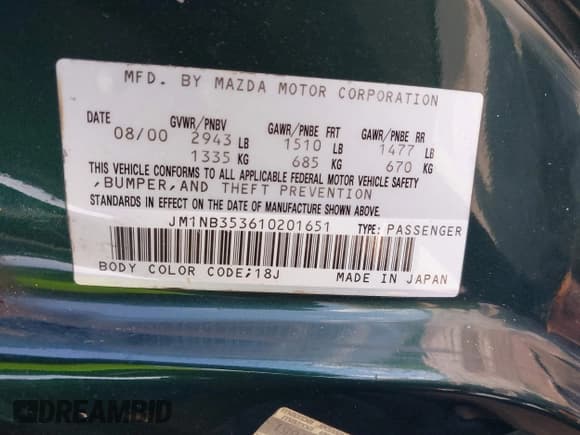 MFD. BY MAZDA MOTOR CORPORATION
DATE GVWR/PNBV GAWR/PNBE FRT GAWR/PNBE RR
08/00 2943 LB 1510 LB 1477 LB
1335 KG 685 KG 670 KG
THIS VEHICLE CONFORMS TO ALL APPLICABLE FEDERAL MOTOR VEHICLE SAFETY
,BUMPER,AND THEFT PREVENTION
STANDARDS IN EFFECT ON THE DATE OF MANUFACTURE SHOWN ABOVE.
JM1NB353610201651 TYPE: PASSENGER
BODY COLOR CODE;18J MADE IN JAPAN
DREAMBID